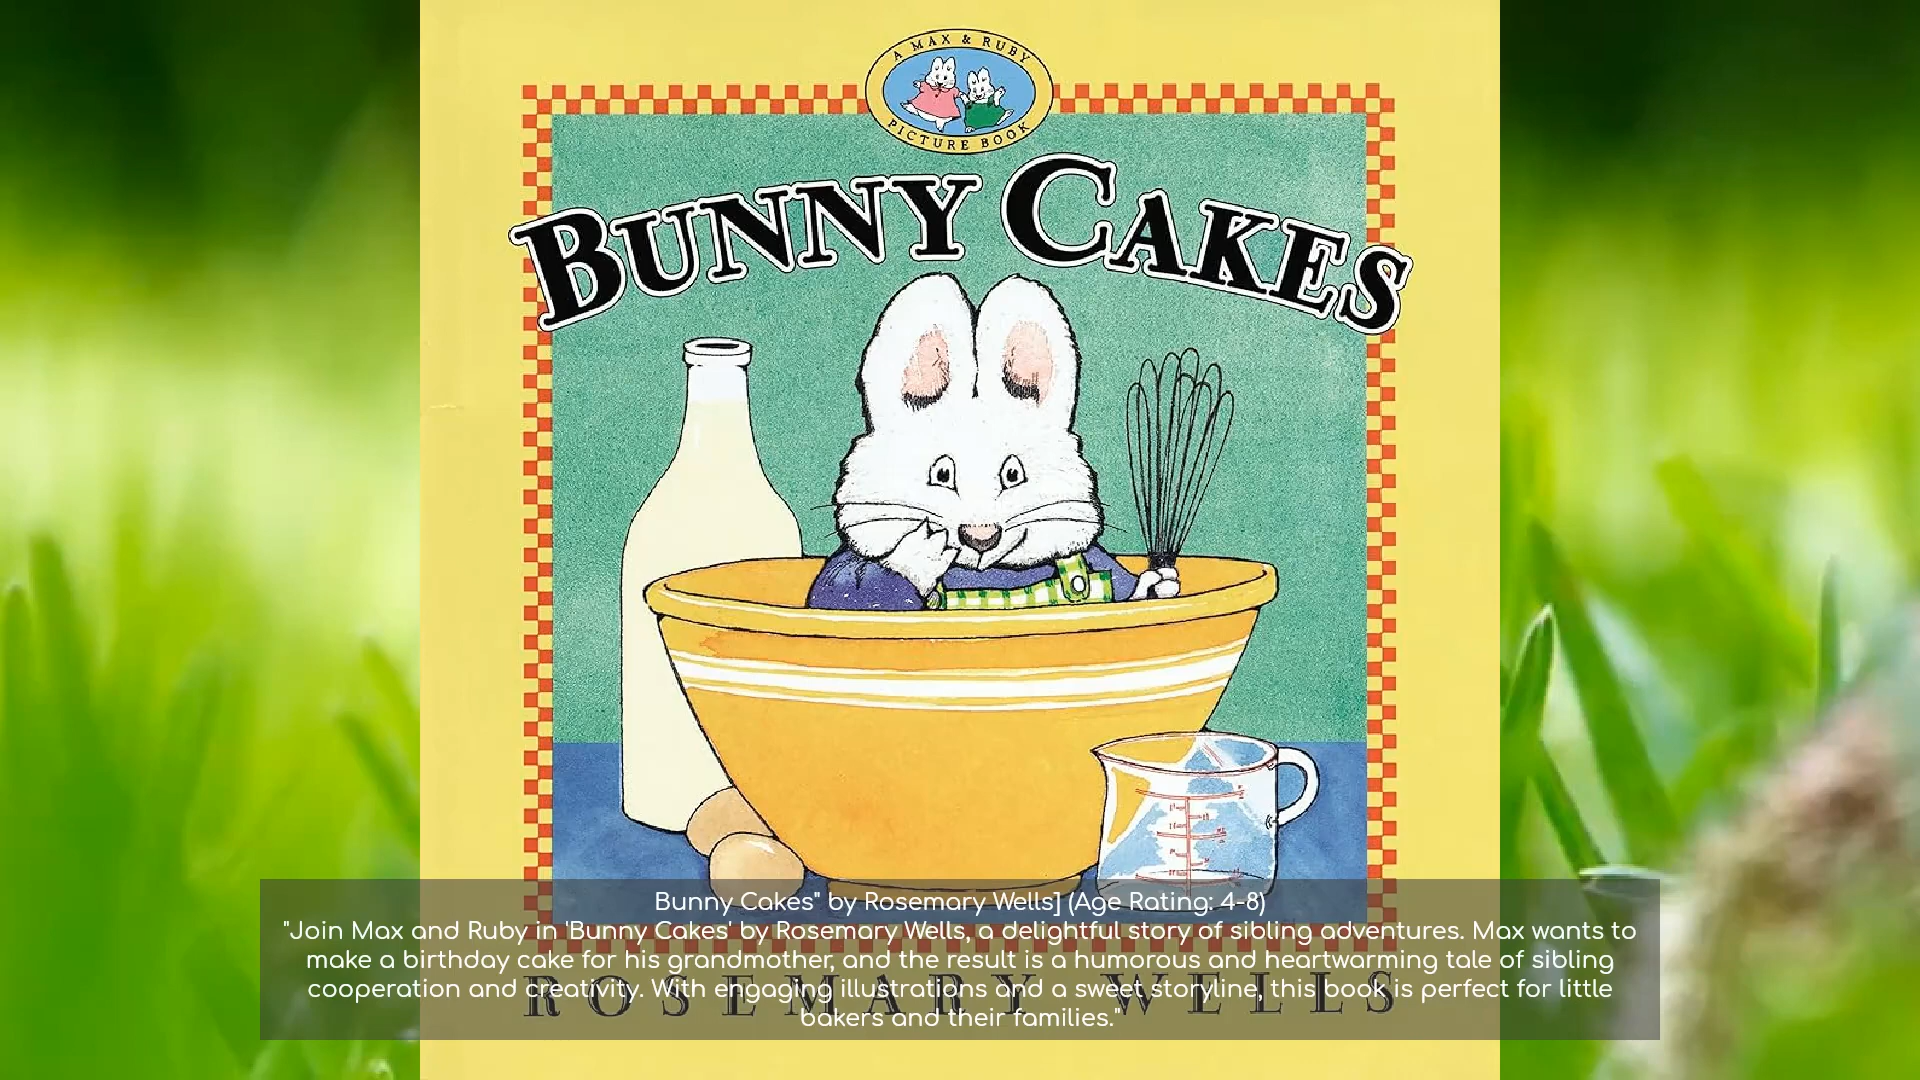 A MAX & RUBY
PICTURE BOOK
BUNNY CAKES
Bunny Cakes" by Rosemary Wells] (Age Rating: 4-8)
"Join Max and Ruby in 'Bunny Cakes' by Rosemary Wells, a delightful story of sibling adventures. Max wants to
make a birthday cake for his grandmother, and the result is a humorous and heartwarming tale of sibling
cooperation and creativity. With engaging illustrations and a sweet storyline, this book is perfect for little
bakers and their families."
ROSEMARY WELLS